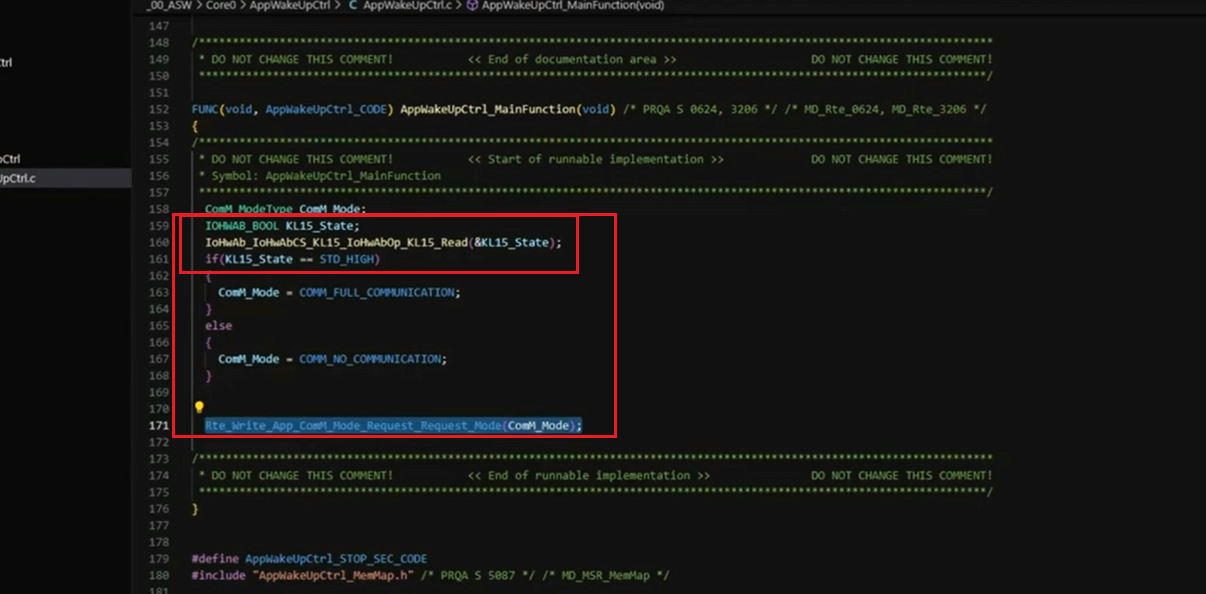 _00_ASW > Core0 > AppWakeUpCtrl > C AppWakeUpCtrl.c > AppWakeUpCtrl_MainFunction(void)
147
148 /***********************************************************************************************************************
149 * DO NOT CHANGE THIS COMMENT! << End of documentation area >> DO NOT CHANGE THIS COMMENT!
150 **********************************************************************************************************************/
151
152 FUNC(void, AppWakeUpCtrl_CODE) AppWakeUpCtrl_MainFunction(void) /* PRQA S 0624, 3206 */ /* MD_Rte_0624, MD_Rte_3206 */
153 {
154 /***********************************************************************************************************************
155 * DO NOT CHANGE THIS COMMENT! << Start of runnable implementation >> DO NOT CHANGE THIS COMMENT!
156 * Symbol: AppWakeUpCtrl_MainFunction
157 **********************************************************************************************************************/
158 ComM_ModeType ComM_Mode;
159 IOHWAB_BOOL KL15_State;
160 IoHwAb_IoHwAbCS_KL15_IoHwAbOp_KL15_Read(&KL15_State);
161 if(KL15_State == STD_HIGH)
162 {
163 ComM_Mode = COMM_FULL_COMMUNICATION;
164 }
165 else
166 {
167 ComM_Mode = COMM_NO_COMMUNICATION;
168 }
169
170
171 Rte_Write_App_ComM_Mode_Request_Request_Mode(ComM_Mode);
172
173 /***********************************************************************************************************************
174 * DO NOT CHANGE THIS COMMENT! << End of runnable implementation >> DO NOT CHANGE THIS COMMENT!
175 **********************************************************************************************************************/
176 }
177
178
179 #define AppWakeUpCtrl_STOP_SEC_CODE
180 #include "AppWakeUpCtrl_MemMap.h" /* PRQA S 5087 */ /* MD_MSR_MemMap */
181
trl
pCtrl
UpCtrl.c